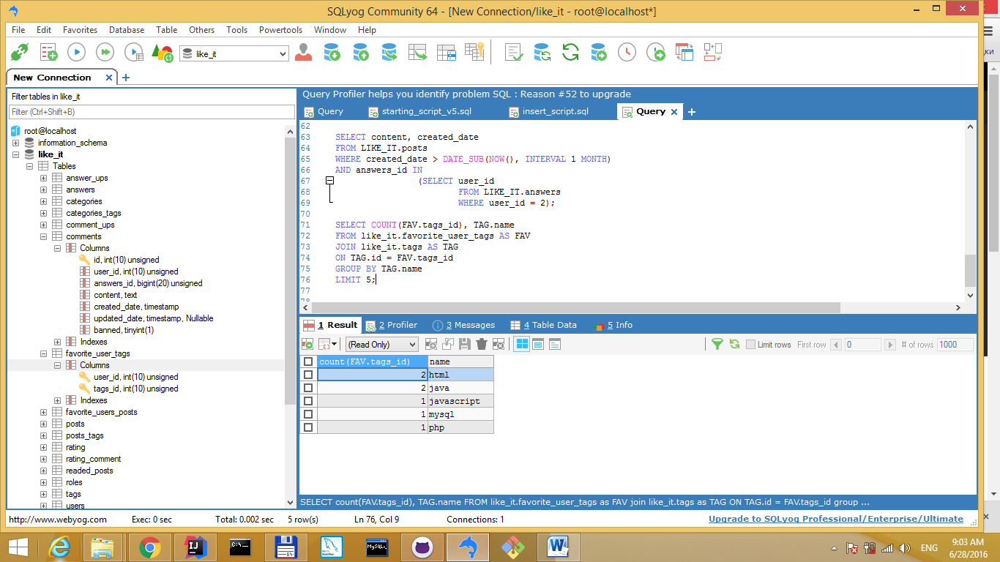 SQLyog Community 64 - [New Connection/like_it - root@localhost*]
File Edit Favorites Database Table Others Tools Powertools Window Help
like_it
New Connection
Filter tables in like_it
Filter (Ctrl+Shift+B)
root@localhost
information_schema
like_it
Tables
answer_ups
answers
categories
categories_tags
comment_ups
comments
Columns
id, int(10) unsigned
user_id, int(10) unsigned
answers_id, bigint(20) unsigned
content, text
created_date, timestamp
updated_date, timestamp, Nullable
banned, tinyint(1)
Indexes
favorite_user_tags
Columns
user_id, int(10) unsigned
tags_id, int(10) unsigned
Indexes
favorite_users_posts
posts
posts_tags
rating
rating_comment
readed_posts
roles
tags
users
Query Profiler helps you identify problem SQL : Reason #52 to upgrade
Query starting_script_v5.sql insert_script.sql Query
62
63 SELECT content, created_date
64 FROM LIKE_IT.posts
65 WHERE created_date > DATE_SUB(NOW(), INTERVAL 1 MONTH)
66 AND answers_id IN
67 (SELECT user_id
68 FROM LIKE_IT.answers
69 WHERE user_id = 2);
70
71 SELECT COUNT(FAV.tags_id), TAG.name
72 FROM like_it.favorite_user_tags AS FAV
73 JOIN like_it.tags AS TAG
74 ON TAG.id = FAV.tags_id
75 GROUP BY TAG.name
76 LIMIT 5;
77
78
1 Result 2 Profiler 3 Messages 4 Table Data 5 Info
(Read Only) Limit rows First row 0 # of rows 1000
count(FAV.tags_id) name
2 html
2 java
1 javascript
1 mysql
1 php
SELECT count(FAV.tags_id), TAG.name FROM like_it.favorite_user_tags as FAV join like_it.tags as TAG ON TAG.id = FAV.tags_id group ...
http://www.webyog.com Exec: 0 sec Total: 0.002 sec 5 row(s) Ln 76, Col 9 Connections: 1 Upgrade to SQLyog Professional/Enterprise/Ultimate
ENG
9:03 AM
6/28/2016